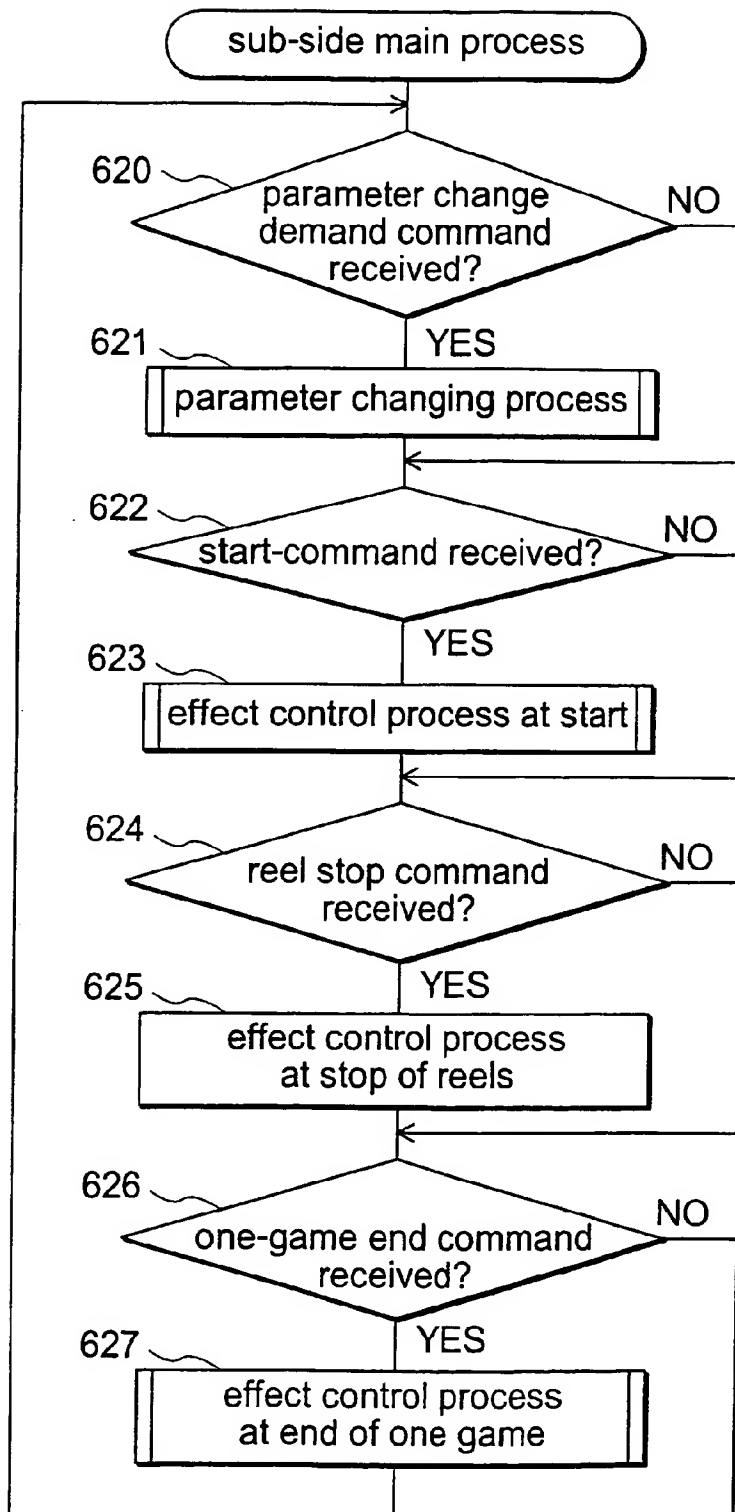 sub-side main process
620
parameter change
demand command
received?
NO
YES
621
parameter changing process
622
start-command received?
NO
YES
623
effect control process at start
624
reel stop command
received?
NO
YES
625
effect control process
at stop of reels
626
one-game end command
received?
NO
YES
627
effect control process
at end of one game